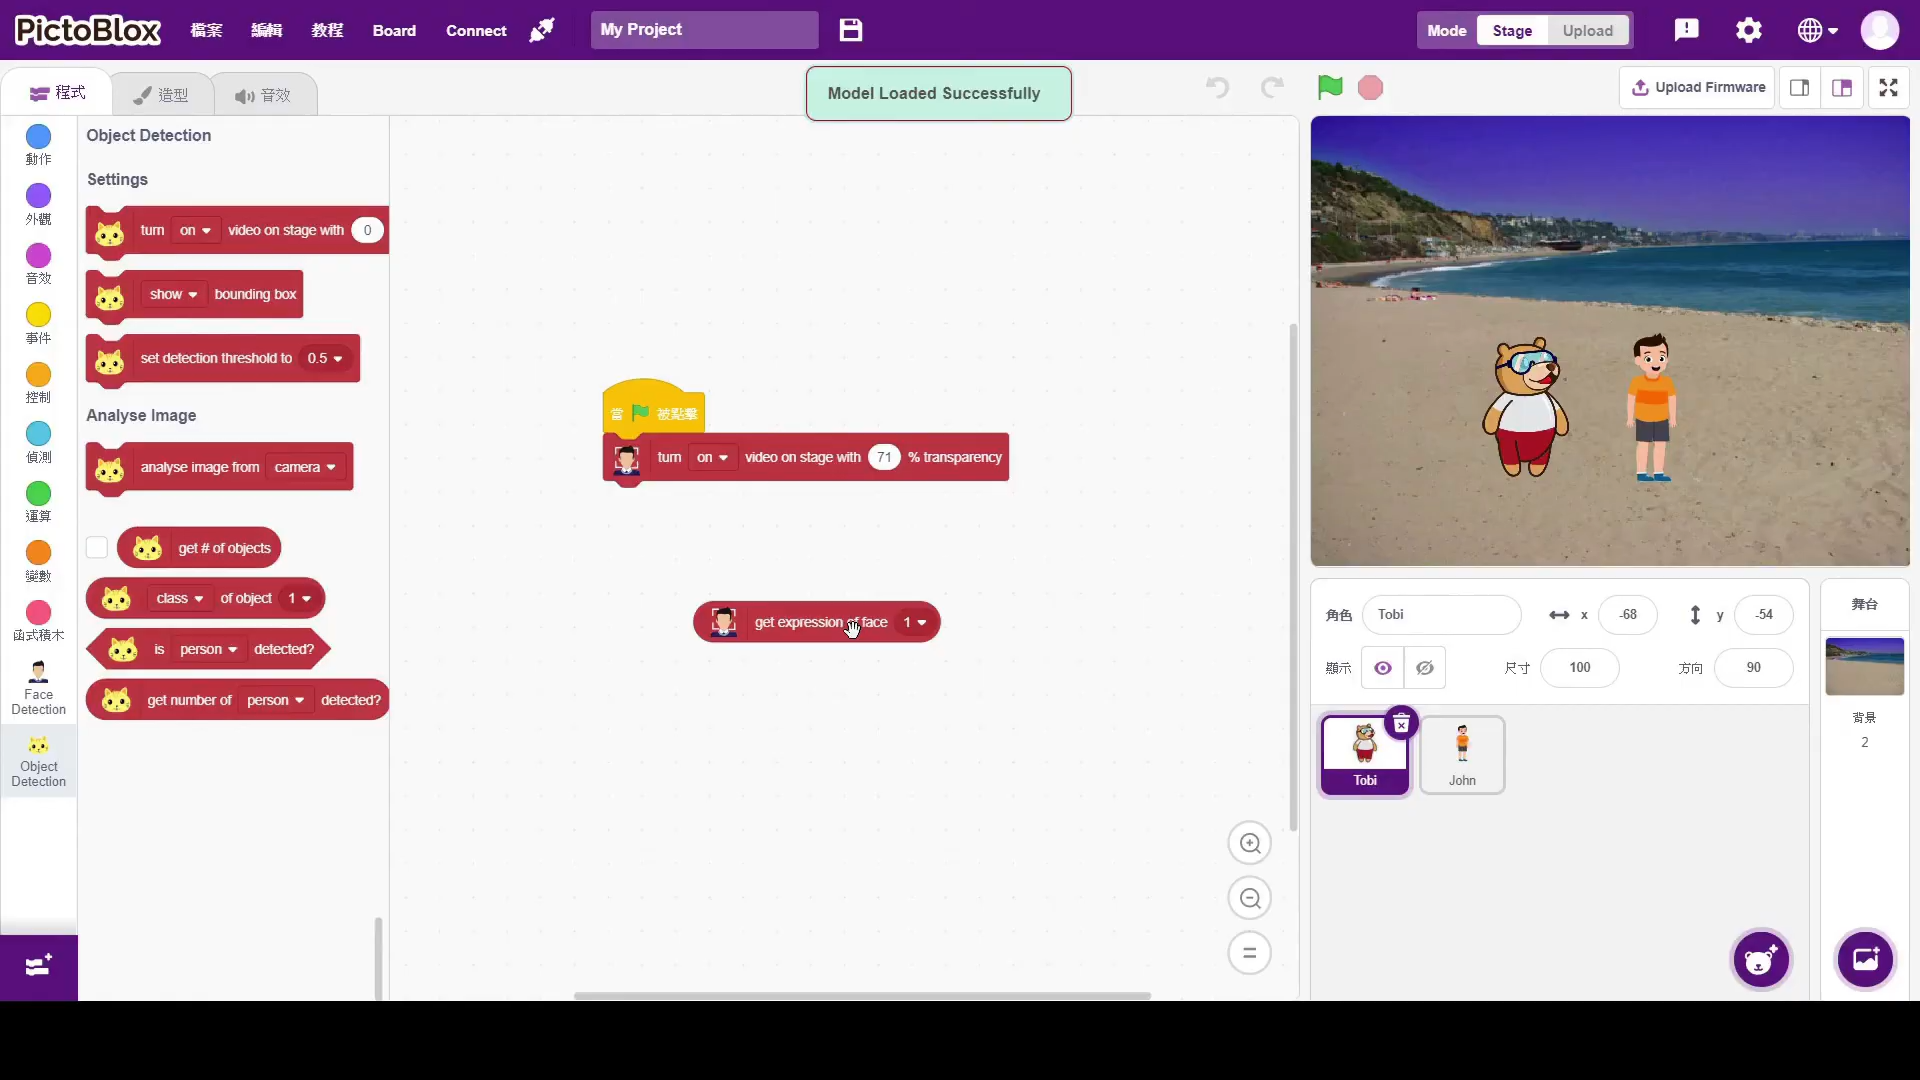 PictoBlox
檔案
編輯
教程
Board
Connect
My Project
Mode
Stage
Upload
程式
造型
音效
Model Loaded Successfully
Upload Firmware
動作
外觀
音效
事件
控制
偵測
運算
變數
函式積木
Face
Detection
Object
Detection
Object Detection
Settings
turn on video on stage with 0
show bounding box
set detection threshold to 0.5
Analyse Image
analyse image from camera
get # of objects
class of object 1
is person detected?
get number of person detected?
當 被點擊
turn on video on stage with 71 % transparency
get expression of face 1
角色 Tobi x -68 y -54
顯示 尺寸 100 方向 90
Tobi
John
舞台
背景
2